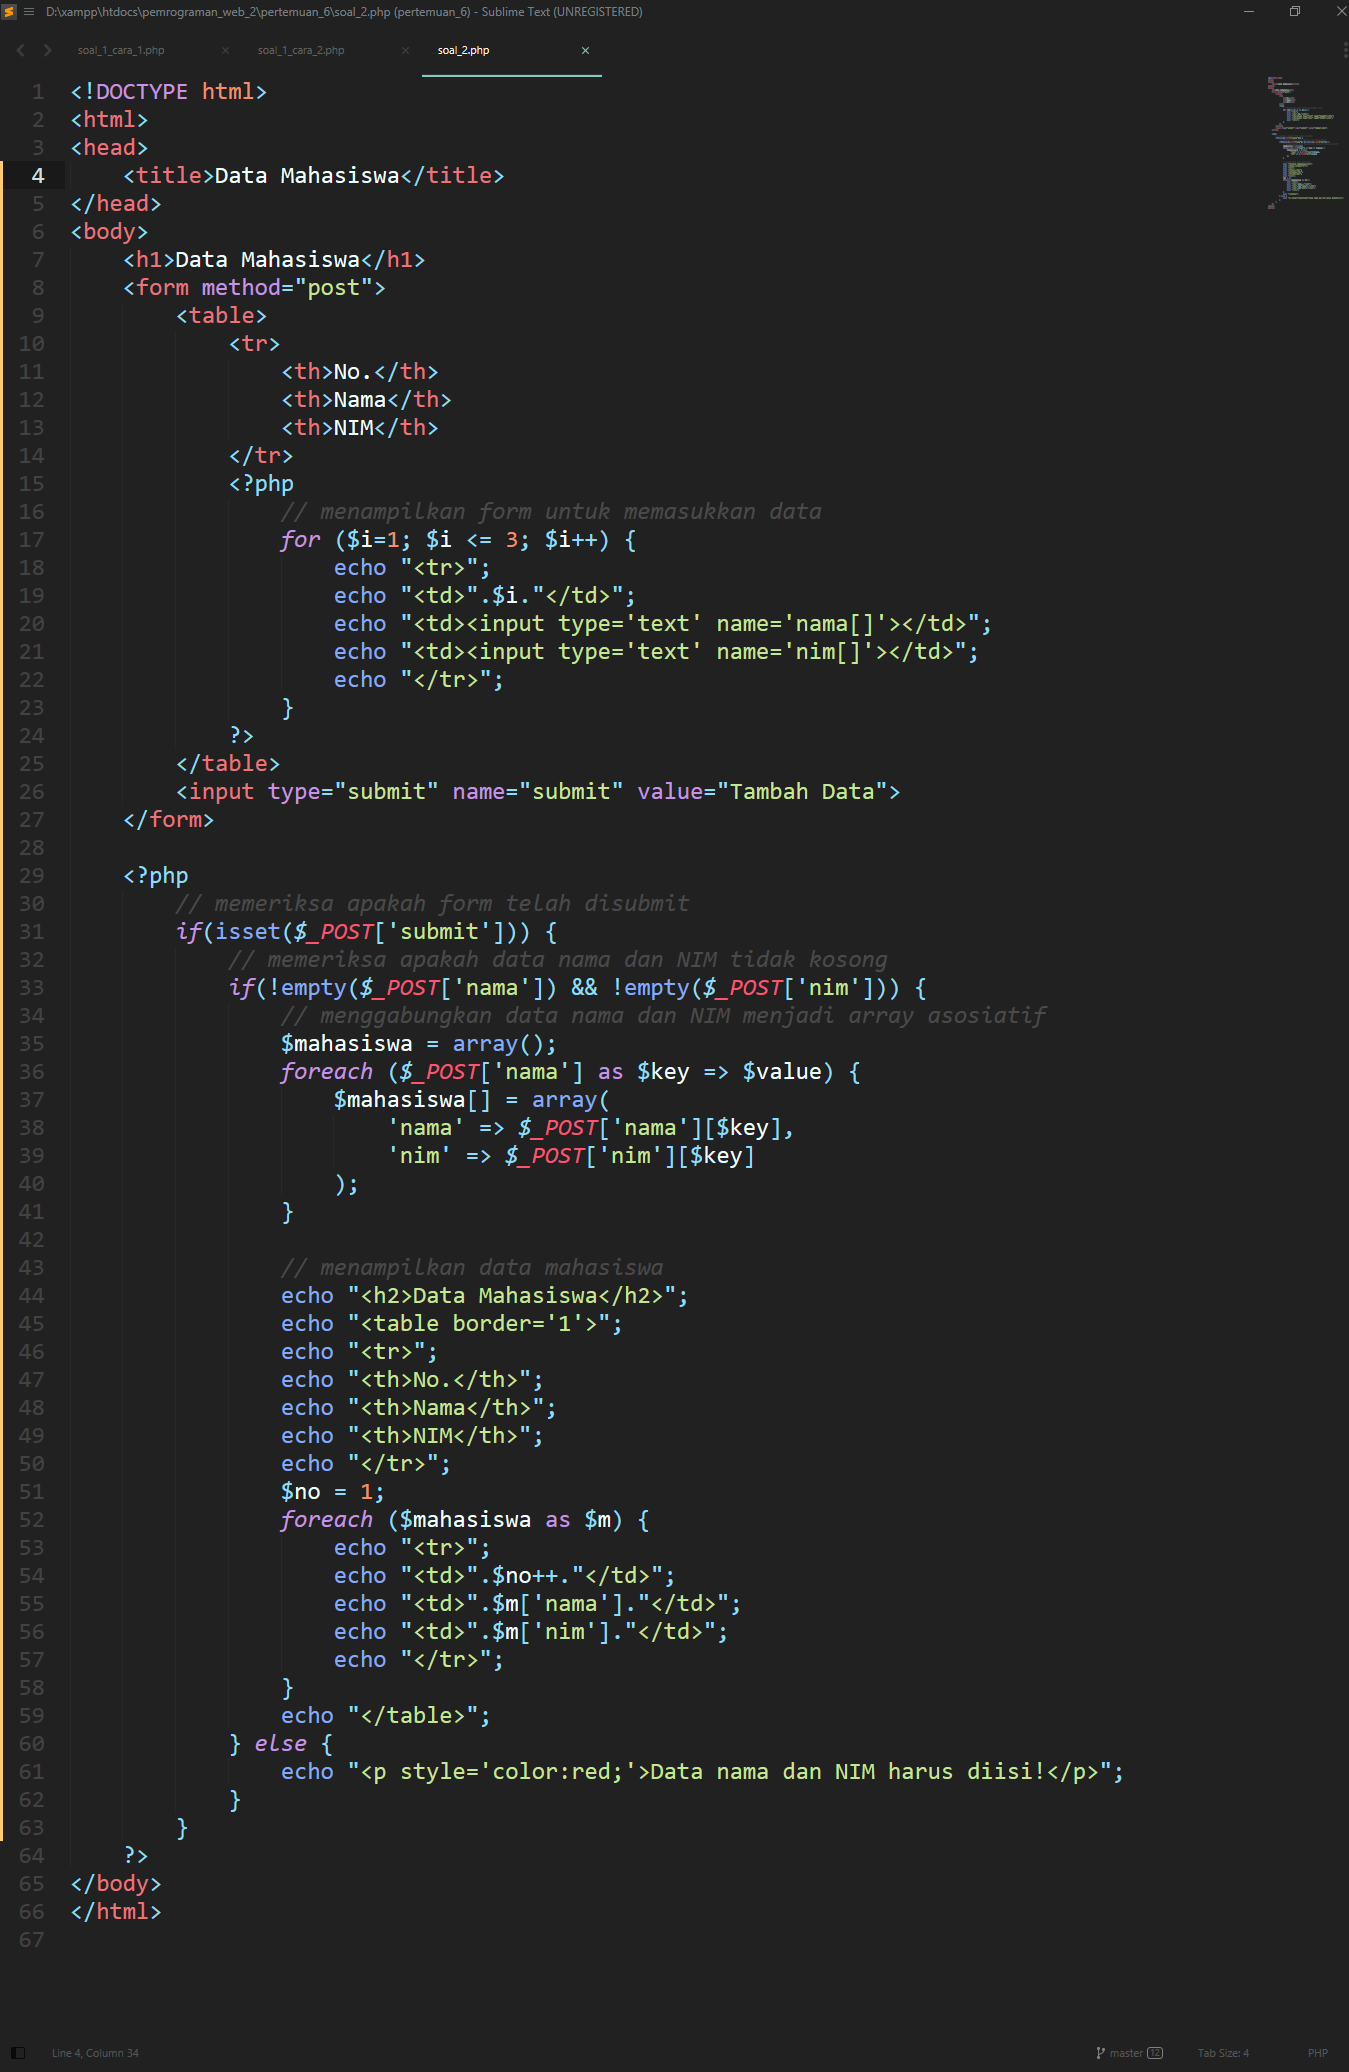 D:\xampp\htdocs\pemrograman_web_2\pertemuan_6\soal_2.php (pertemuan_6) - Sublime Text (UNREGISTERED)
soal_1_cara_1.php soal_1_cara_2.php soal_2.php
1 <!DOCTYPE html>
2 <html>
3 <head>
4     <title>Data Mahasiswa</title>
5 </head>
6 <body>
7     <h1>Data Mahasiswa</h1>
8     <form method="post">
9         <table>
10             <tr>
11                 <th>No.</th>
12                 <th>Nama</th>
13                 <th>NIM</th>
14             </tr>
15             <?php
16                 // menampilkan form untuk memasukkan data
17                 for ($i=1; $i <= 3; $i++) {
18                     echo "<tr>";
19                     echo "<td>".$i."</td>";
20                     echo "<td><input type='text' name='nama[]'></td>";
21                     echo "<td><input type='text' name='nim[]'></td>";
22                     echo "</tr>";
23                 }
24             ?>
25         </table>
26         <input type="submit" name="submit" value="Tambah Data">
27     </form>
28
29     <?php
30         // memeriksa apakah form telah disubmit
31         if(isset($_POST['submit'])) {
32             // memeriksa apakah data nama dan NIM tidak kosong
33             if(!empty($_POST['nama']) && !empty($_POST['nim'])) {
34                 // menggabungkan data nama dan NIM menjadi array asosiatif
35                 $mahasiswa = array();
36                 foreach ($_POST['nama'] as $key => $value) {
37                     $mahasiswa[] = array(
38                         'nama' => $_POST['nama'][$key],
39                         'nim' => $_POST['nim'][$key]
40                     );
41                 }
42
43                 // menampilkan data mahasiswa
44                 echo "<h2>Data Mahasiswa</h2>";
45                 echo "<table border='1'>";
46                 echo "<tr>";
47                 echo "<th>No.</th>";
48                 echo "<th>Nama</th>";
49                 echo "<th>NIM</th>";
50                 echo "</tr>";
51                 $no = 1;
52                 foreach ($mahasiswa as $m) {
53                     echo "<tr>";
54                     echo "<td>".$no++."</td>";
55                     echo "<td>".$m['nama']."</td>";
56                     echo "<td>".$m['nim']."</td>";
57                     echo "</tr>";
58                 }
59                 echo "</table>";
60             } else {
61                 echo "<p style='color:red;'>Data nama dan NIM harus diisi!</p>";
62             }
63         }
64     ?>
65 </body>
66 </html>
67
Line 4, Column 34 master 12 Tab Size: 4 PHP